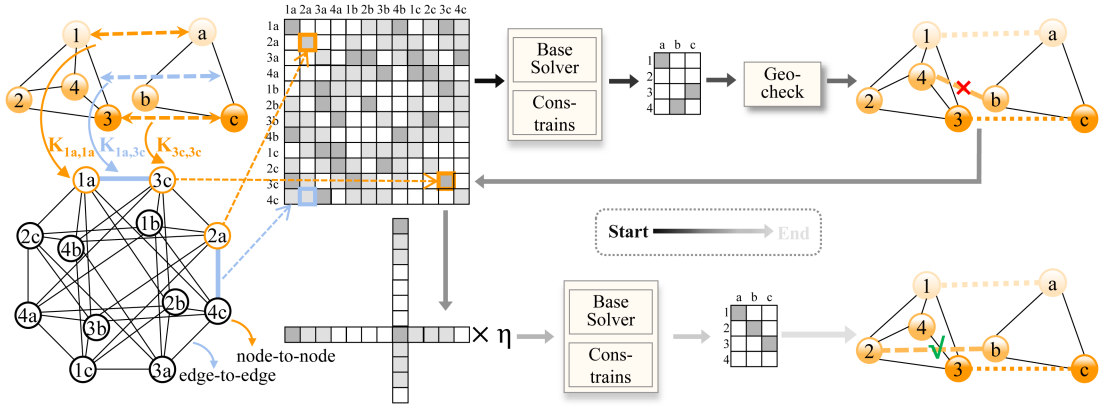 1a 2a 3a 4a 1b 2b 3b 4b 1c 2c 3c 4c
1a
2a
3a
4a
1b
2b
3b
4b
1c
2c
3c
4c
1
a
2
4
b
3
c
K1a,1a
K1a,3c
K3c,3c
1a
3c
1b
2c
4b
2a
4a
2b
4c
3b
1c
3a
node-to-node
edge-to-edge
Base
Solver
Cons-
trains
a b c
1
2
3
4
Geo-
check
1
a
4
2
b
3
c
Start
End
× η
Base
Solver
Cons-
trains
a b c
1
2
3
4
1
a
4
2
b
3
c